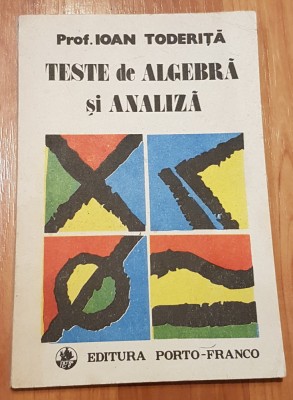 Prof. IOAN TODERIȚĂ
TESTE de ALGEBRĂ
și ANALIZĂ
EDITURA PORTO-FRANCO